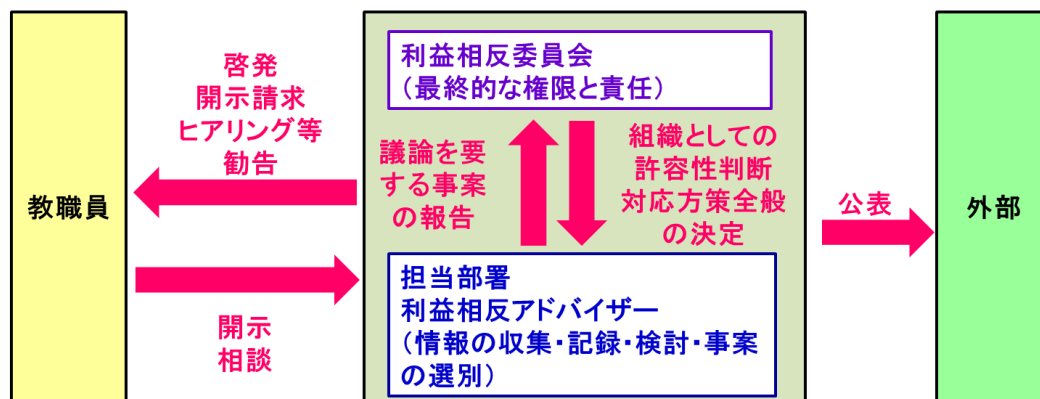 教職員
啓発
開示請求
ヒアリング等
勧告
開示
相談
利益相反委員会
（最終的な権限と責任）
議論を要
する事案
の報告
組織としての
許容性判断
対応方策全般
の決定
担当部署
利益相反アドバイザー
（情報の収集・記録・検討・事案
の選別）
公表
外部